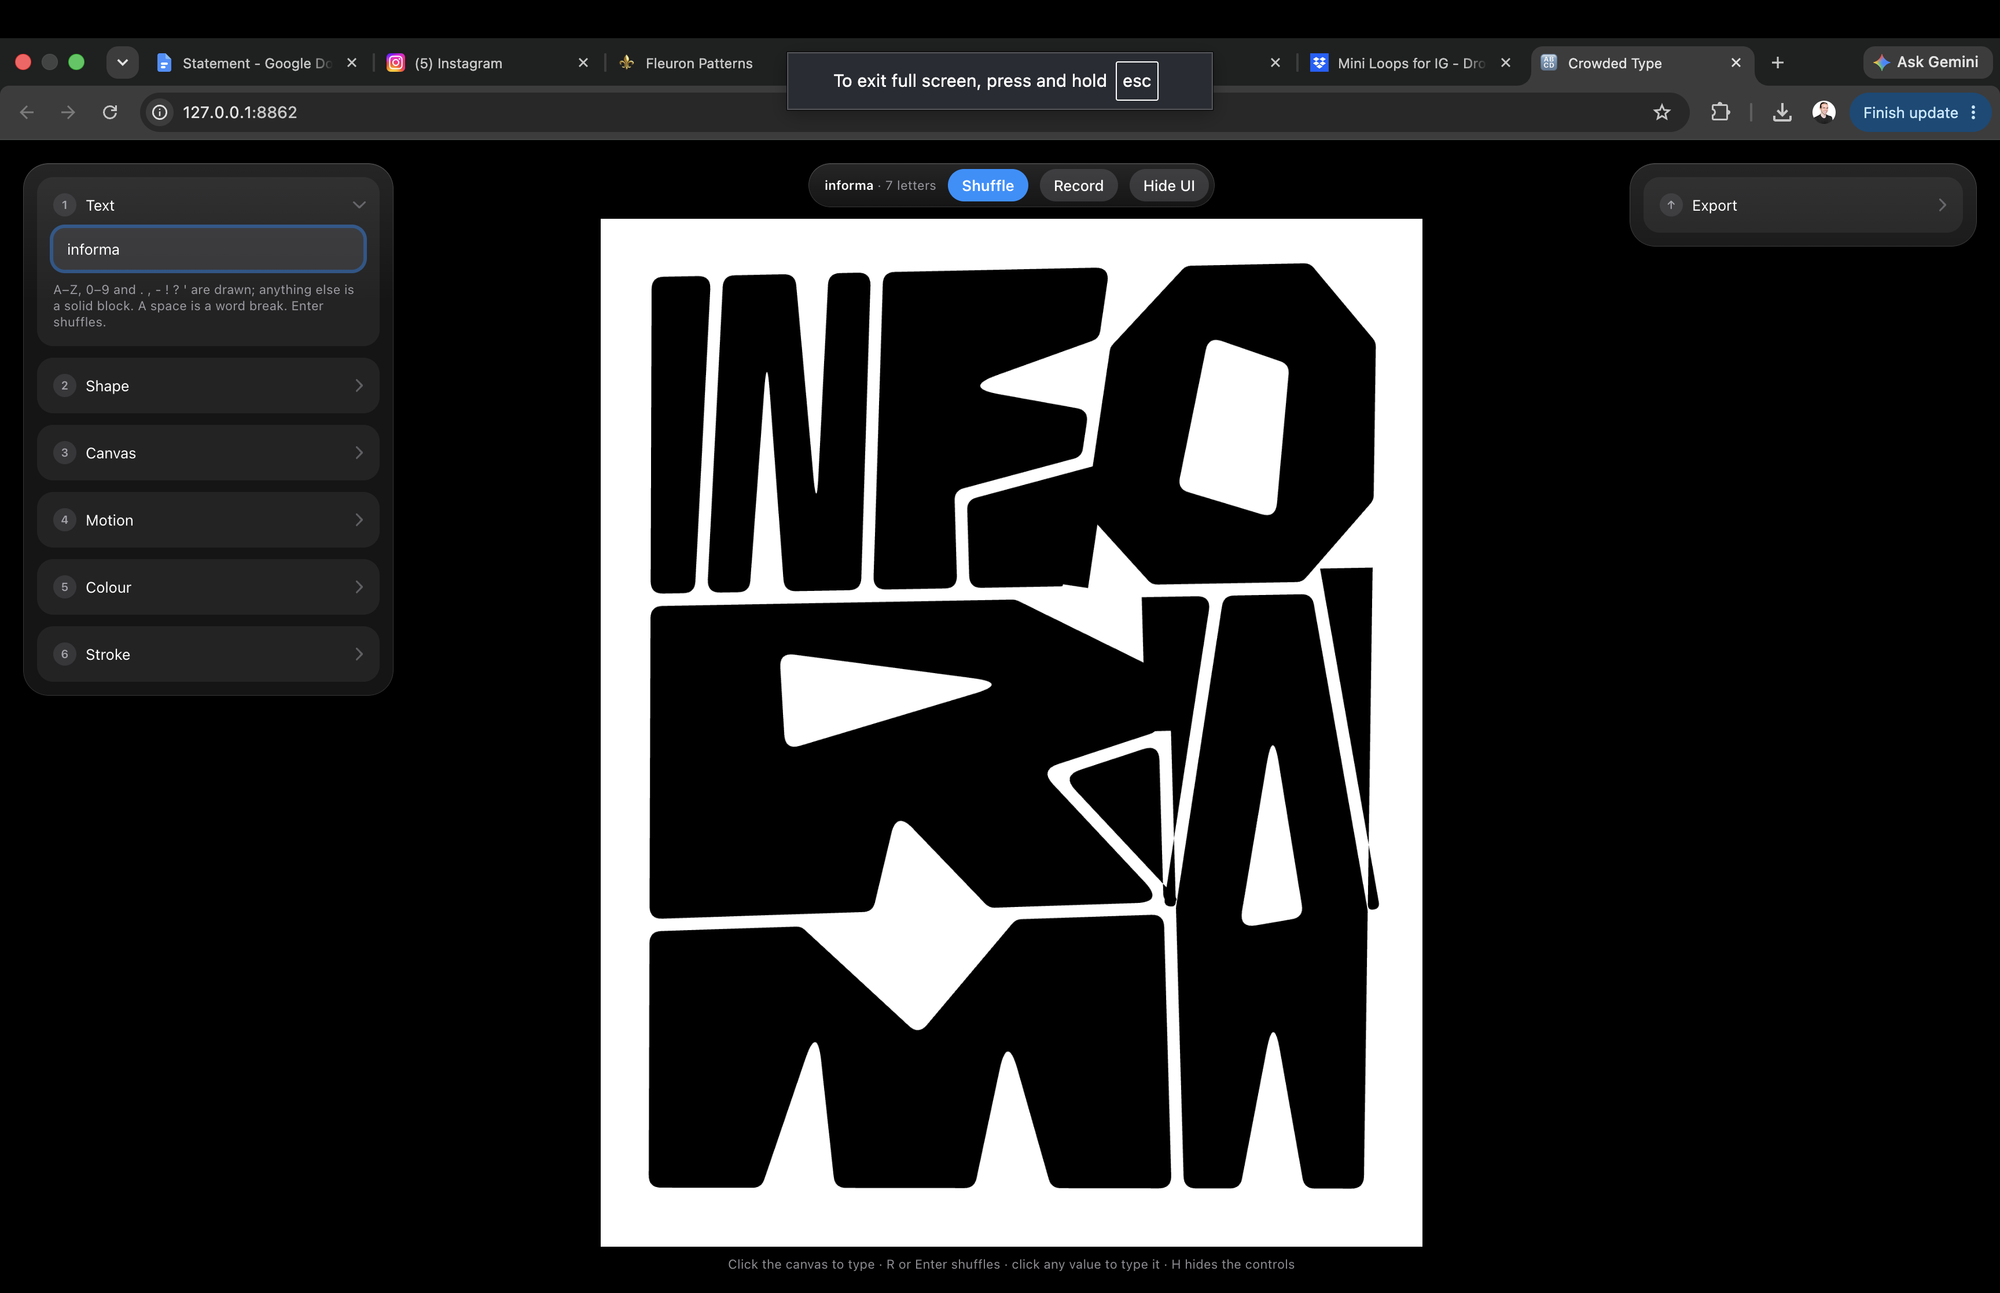 Statement - Google Do
(5) Instagram
Fleuron Patterns
To exit full screen, press and hold esc
Mini Loops for IG - Dro
Crowded Type
Ask Gemini
127.0.0.1:8862
Finish update
1 Text
informa
A–Z, 0–9 and . , - ! ? ' are drawn; anything else is
a solid block. A space is a word break. Enter
shuffles.
2 Shape
3 Canvas
4 Motion
5 Colour
6 Stroke
informa · 7 letters
Shuffle
Record
Hide UI
Export
INFO
RA
M
Click the canvas to type · R or Enter shuffles · click any value to type it · H hides the controls